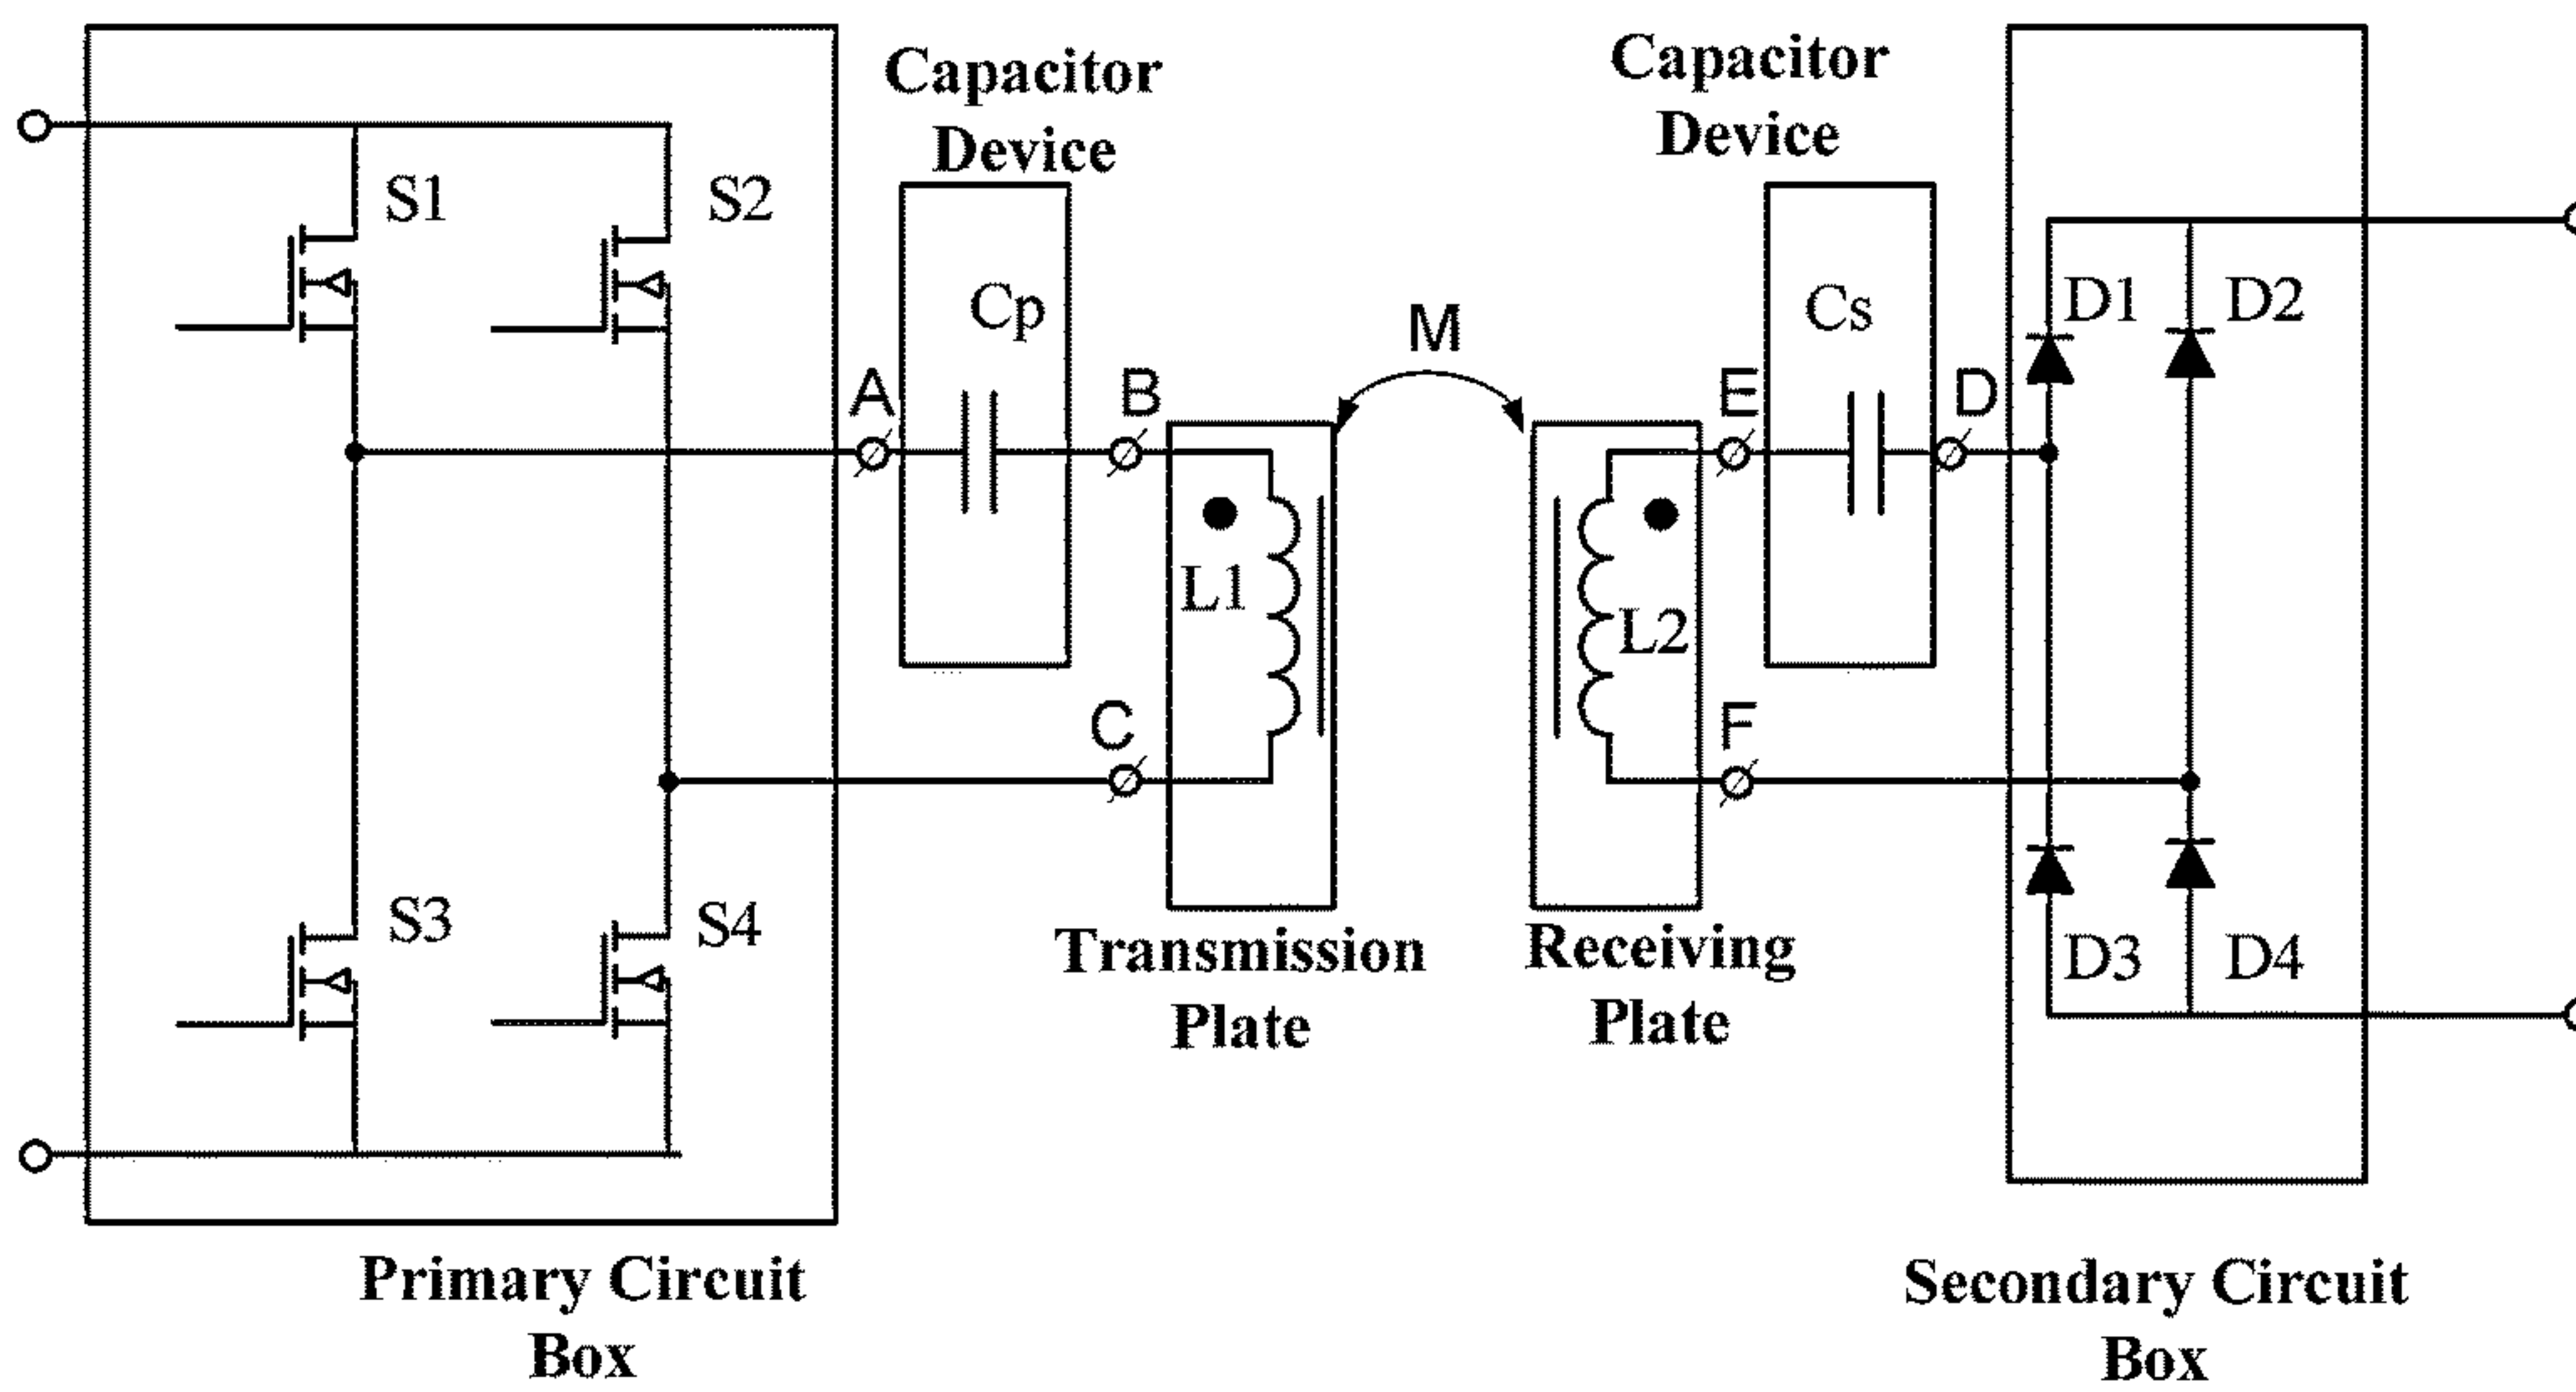 Capacitor
Device
Capacitor
Device
S1
S2
Cp
M
Cs
D1
D2
A
B
E
D
L1
L2
C
F
S3
S4
Transmission
Plate
Receiving
Plate
D3
D4
Primary Circuit
Box
Secondary Circuit
Box